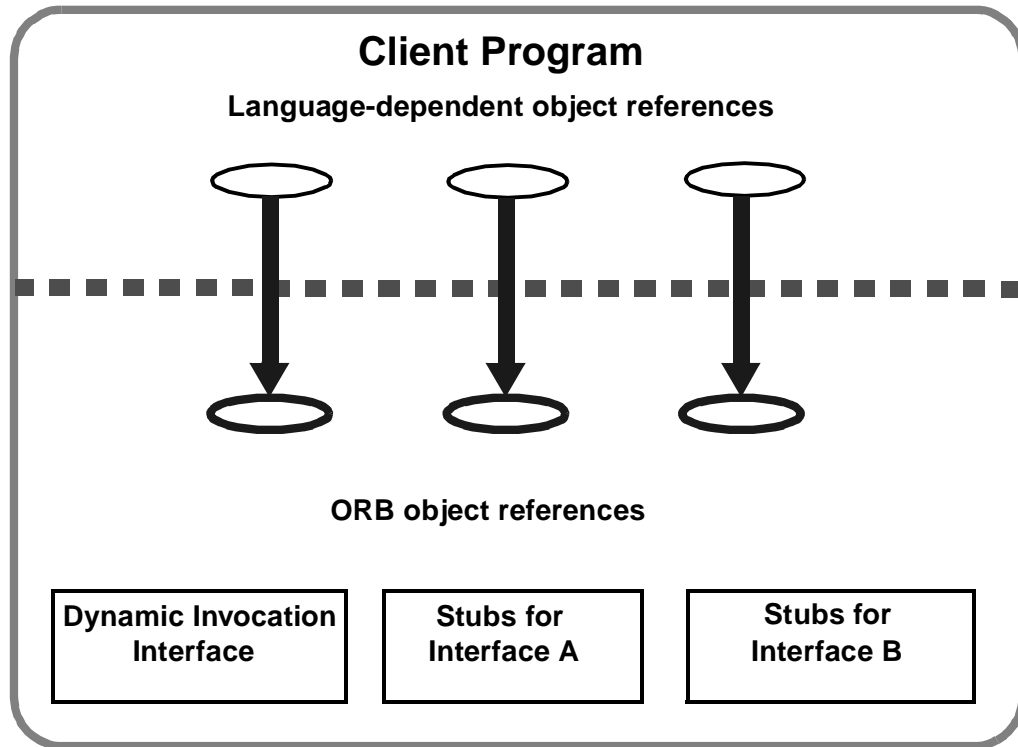 Client Program
Language-dependent object references
ORB object references
Dynamic Invocation
Interface
Stubs for
Interface A
Stubs for
Interface B